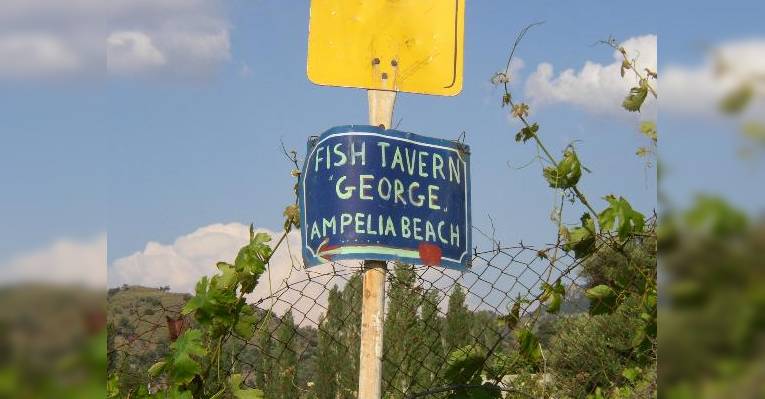 FISH TAVERN
"GEORGE„
AMPELIA BEACH